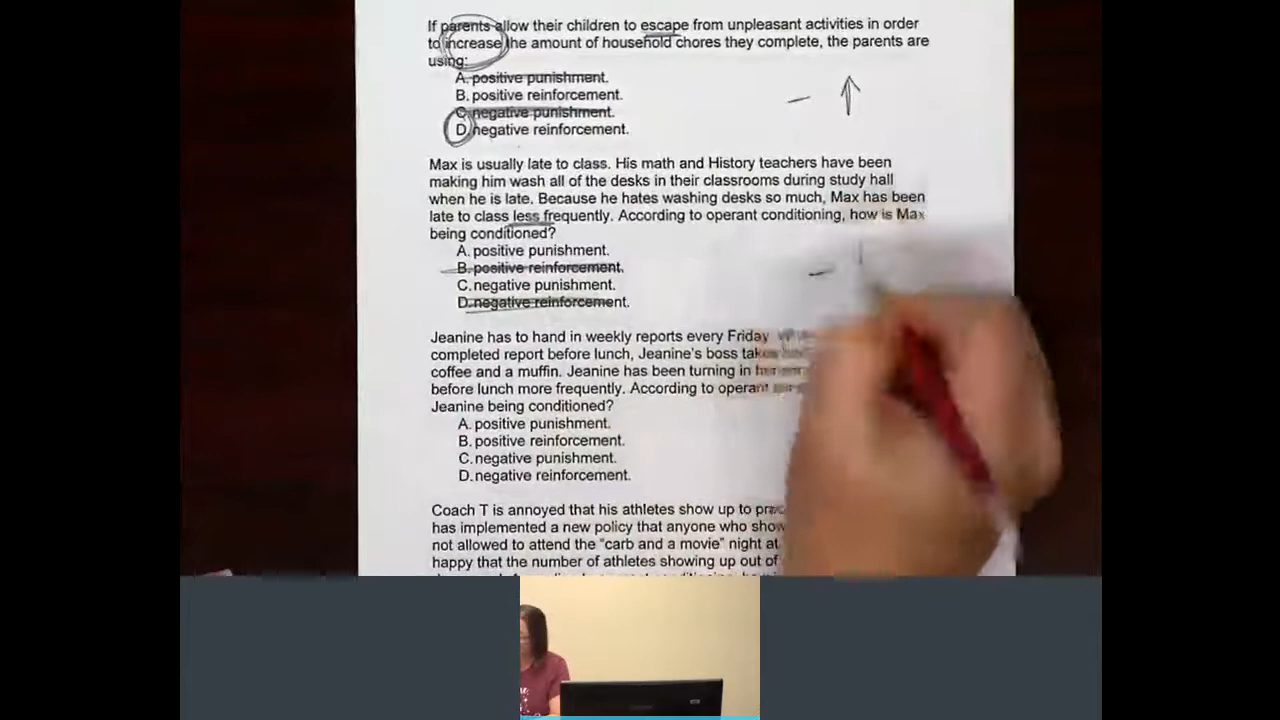 If parents allow their children to escape from unpleasant activities in order
to increase the amount of household chores they complete, the parents are
using:
A. positive punishment.
B. positive reinforcement.
C. negative punishment.
D. negative reinforcement.
Max is usually late to class. His math and History teachers have been
making him wash all of the desks in their classrooms during study hall
when he is late. Because he hates washing desks so much, Max has been
late to class less frequently. According to operant conditioning, how is Max
being conditioned?
A. positive punishment.
B. positive reinforcement.
C. negative punishment.
D. negative reinforcement.
Jeanine has to hand in weekly reports every Friday
completed report before lunch, Jeanine's boss
coffee and a muffin. Jeanine has been turning in
before lunch more frequently. According to operant
Jeanine being conditioned?
A. positive punishment.
B. positive reinforcement.
C. negative punishment.
D. negative reinforcement.
Coach T is annoyed that his athletes show up to
has implemented a new policy that anyone who
not allowed to attend the "carb and a movie" night at
happy that the number of athletes showing up out of